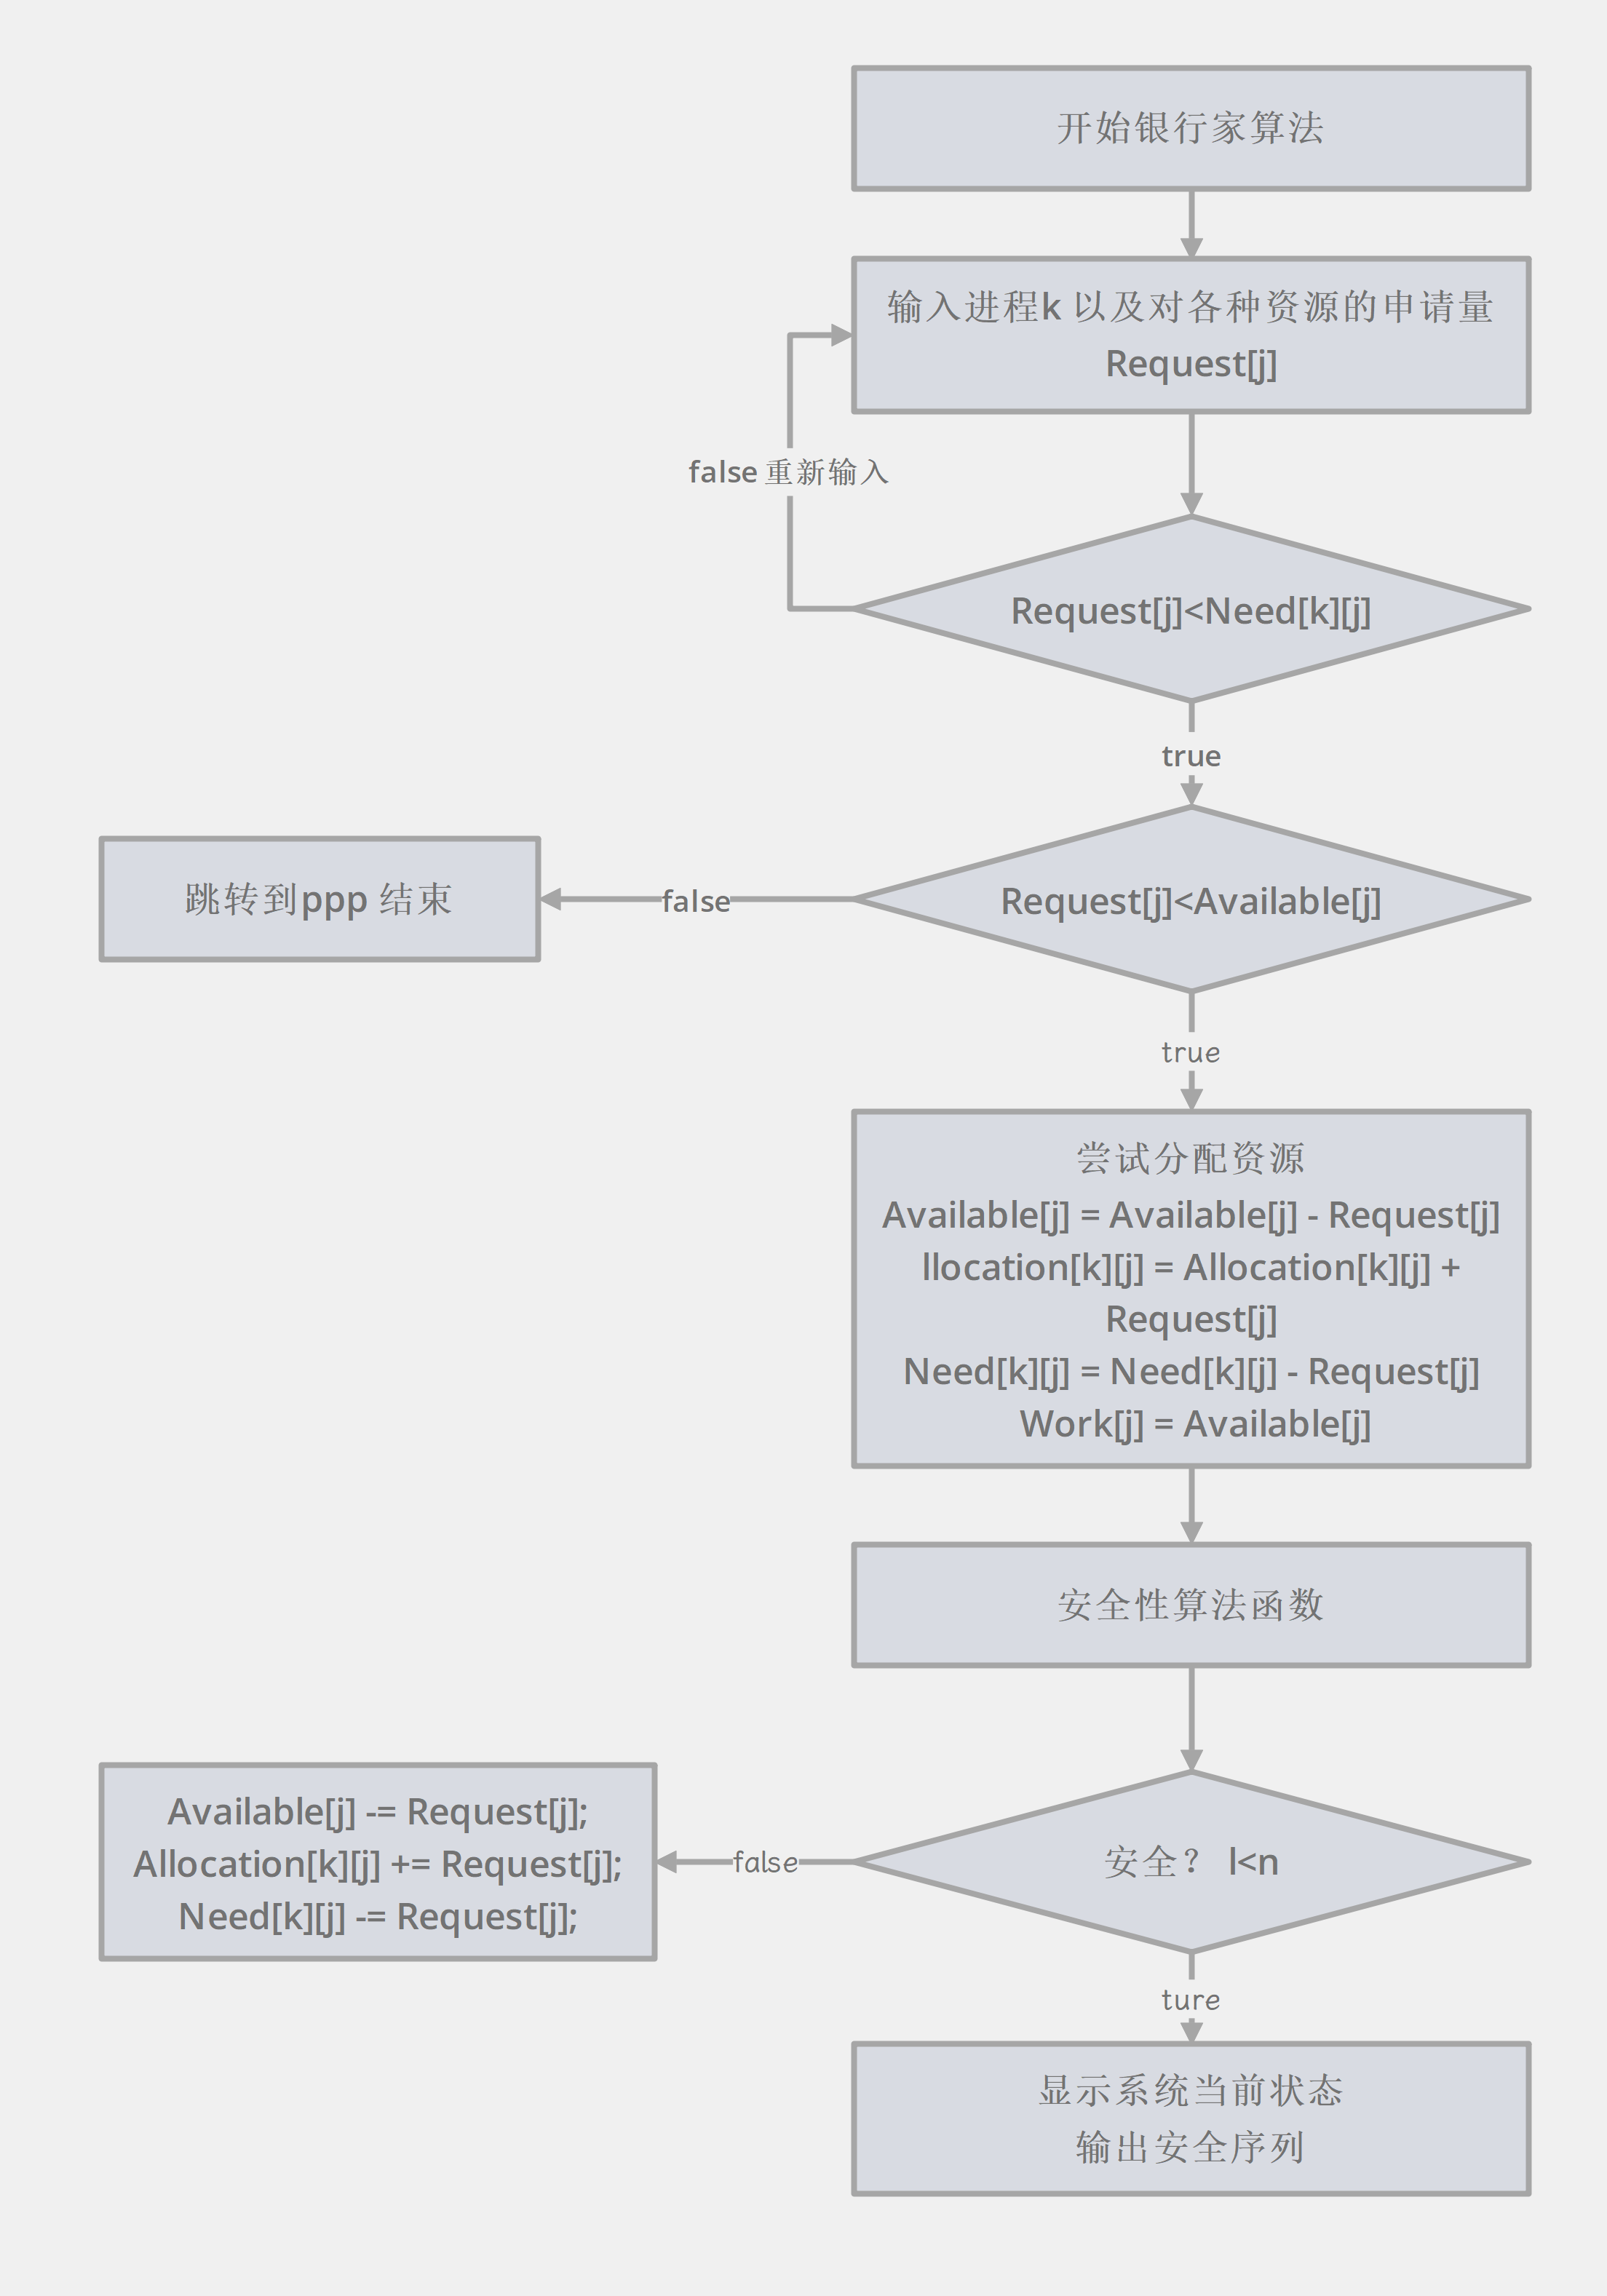 开始银行家算法
输入进程k 以及对各种资源的申请量
Request[j]
false 重新输入
Request[j]<Need[k][j]
true
Request[j]<Available[j]
false
跳转到ppp 结束
true
尝试分配资源
Available[j] = Available[j] - Request[j]
llocation[k][j] = Allocation[k][j] +
Request[j]
Need[k][j] = Need[k][j] - Request[j]
Work[j] = Available[j]
安全性算法函数
安全? l<n
false
Available[j] -= Request[j];
Allocation[k][j] += Request[j];
Need[k][j] -= Request[j];
ture
显示系统当前状态
输出安全序列